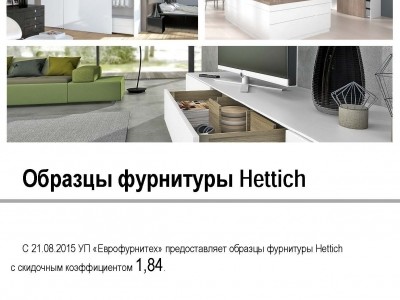 Образцы фурнитуры Hettich
С 21.08.2015 УП «Еврофурнитех» предоставляет образцы фурнитуры Hettich
с скидочным коэффициентом 1,84.